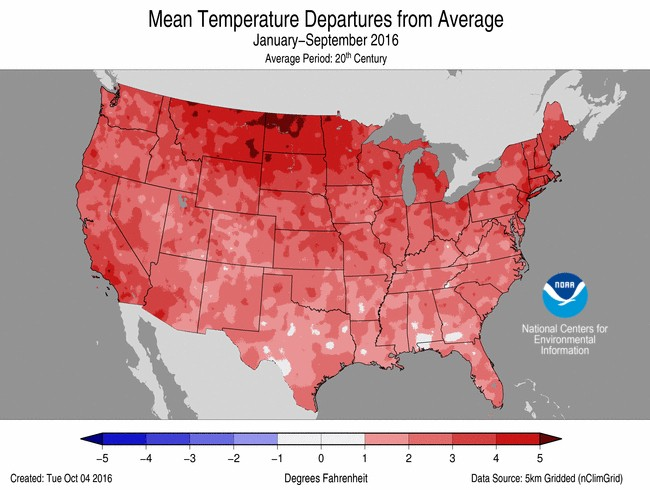 Mean Temperature Departures from Average
January–September 2016
Average Period: 20th Century
NOAA
National Centers for
Environmental
Information
−5 −4 −3 −2 −1 0 1 2 3 4 5
Created: Tue Oct 04 2016 Degrees Fahrenheit Data Source: 5km Gridded (nClimGrid)